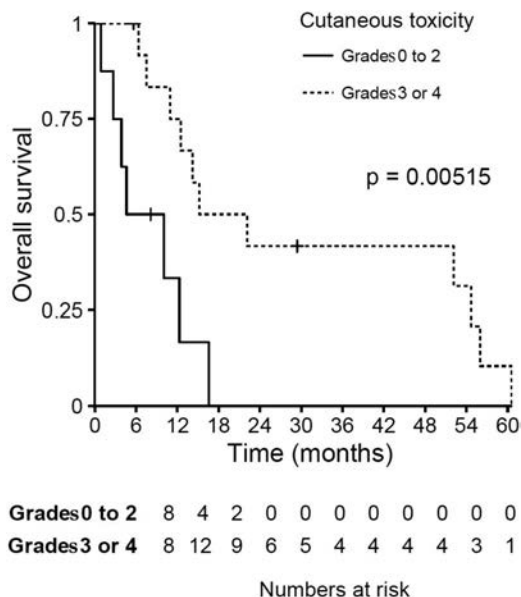 Cutaneous toxicity
Grades 0 to 2
Grades 3 or 4
p = 0.00515
Overall survival
1
0.75
0.5
0.25
0
0 6 12 18 24 30 36 42 48 54 60
Time (months)
Grades 0 to 2 8 4 2 0 0 0 0 0 0 0 0
Grades 3 or 4 8 12 9 6 5 4 4 4 4 3 1
Numbers at risk